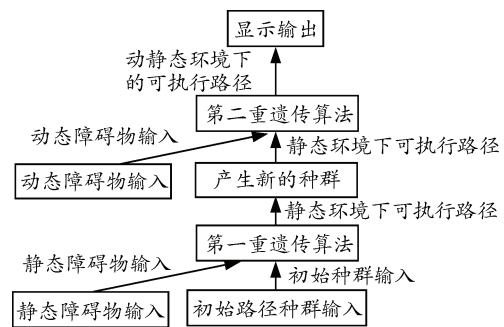 显示输出
动静态环境下
的可执行路径
第二重遗传算法
动态障碍物输入
静态环境下可执行路径
动态障碍物输入
产生新的种群
静态环境下可执行路径
第一重遗传算法
静态障碍物输入
初始种群输入
静态障碍物输入
初始路径种群输入